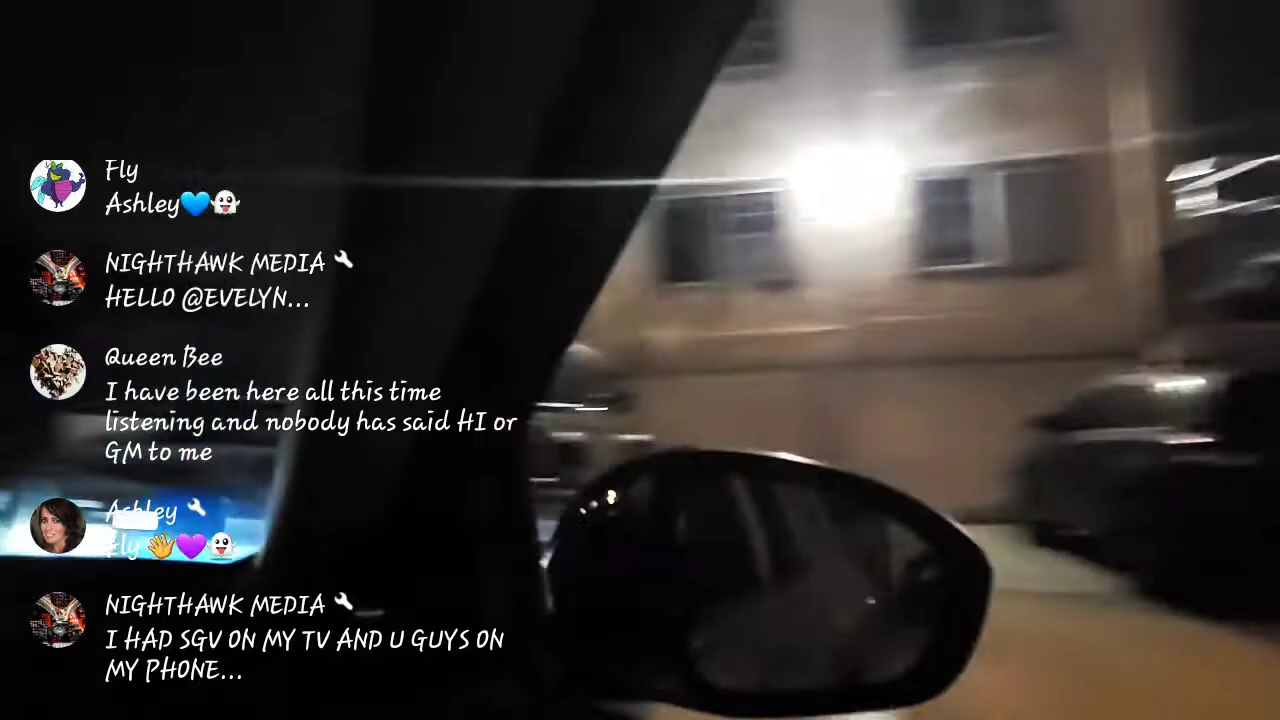 Fly
Ashley💙👻
NIGHTHAWK MEDIA 🔧
HELLO @EVELYN...
Queen Bee
I have been here all this time
listening and nobody has said HI or
GM to me
Ashley 🔧
Fly 👋💜👻
NIGHTHAWK MEDIA 🔧
I HAD SGV ON MY TV AND U GUYS ON
MY PHONE...